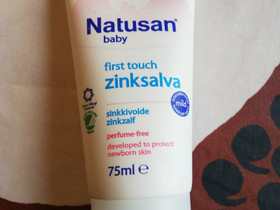 Natusan
baby
first touch
zinksalva
sinkkivoide
zinkzalf
mild
perfume-free
developed to protect
newborn skin
75ml e